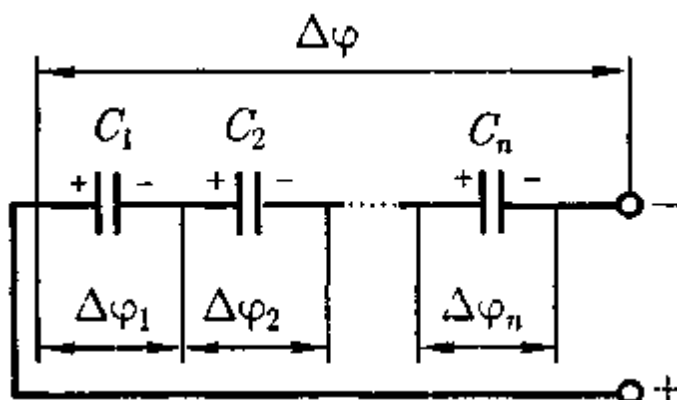 Δφ
C₁ C₂ Cₙ
+ - + - + -
-
Δφ₁ Δφ₂ Δφₙ
+